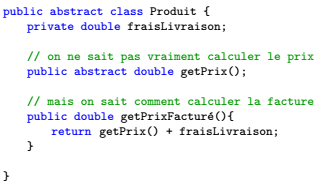 public abstract class Produit {
    private double fraisLivraison;

    // on ne sait pas vraiment calculer le prix
    public abstract double getPrix();

    // mais on sait comment calculer la facture
    public double getPrixFacturé(){
        return getPrix() + fraisLivraison;
    }

}